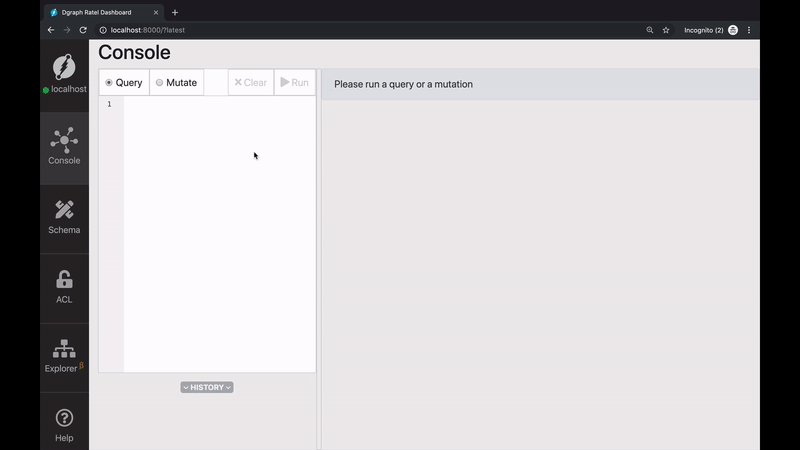 Dgraph Ratel Dashboard
localhost:8000/?latest
Incognito (2)
localhost
Console
Schema
ACL
Explorer β
Help
Console
Query
Mutate
Clear
Run
1
HISTORY
Please run a query or a mutation